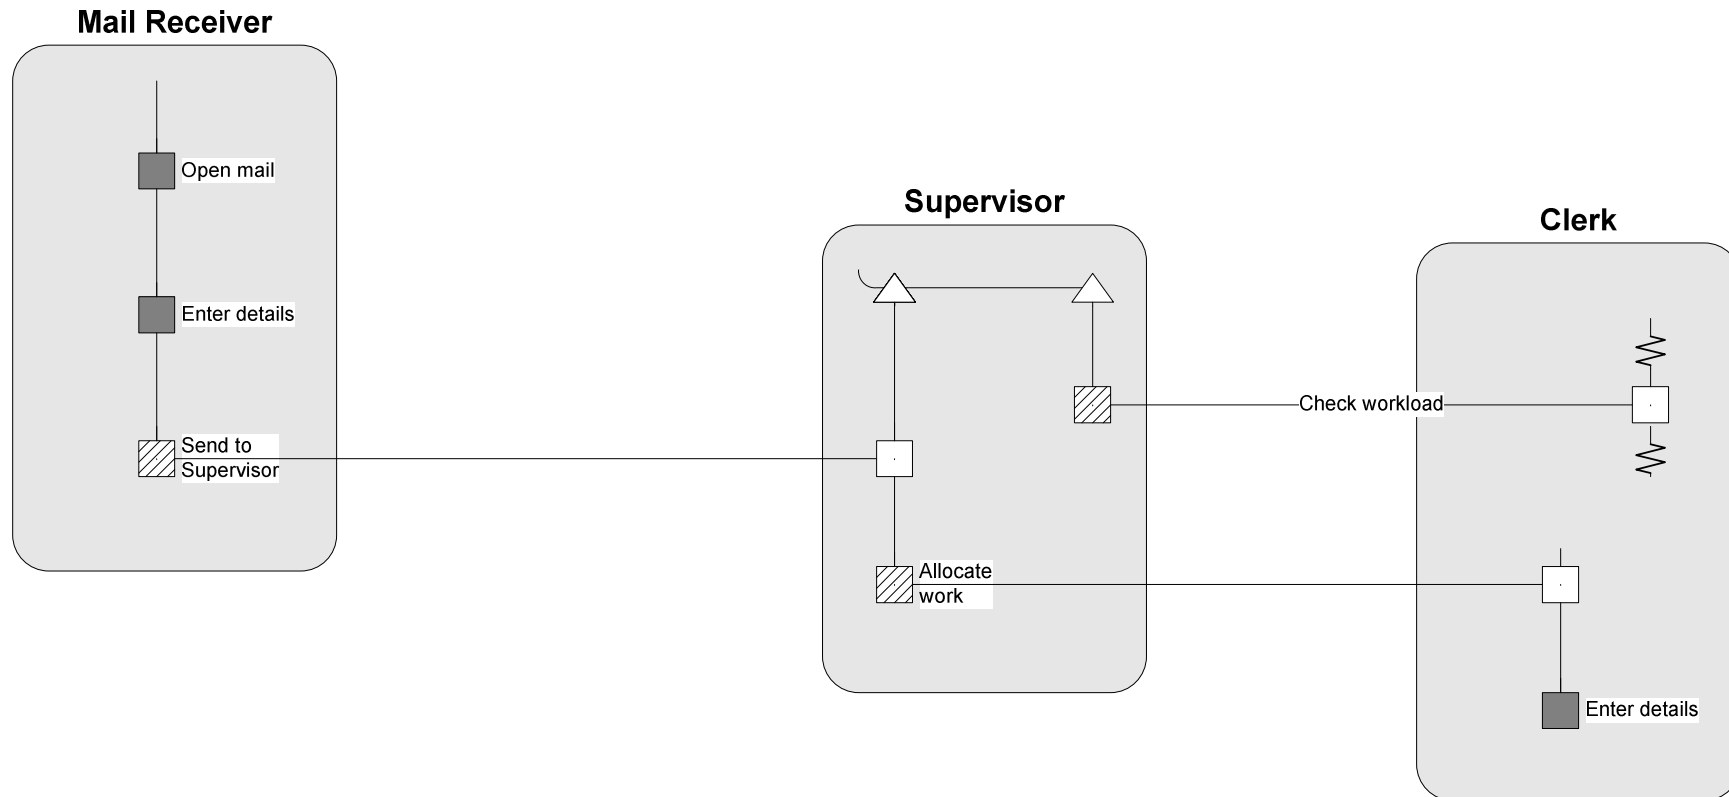 Mail Receiver
Open mail
Enter details
Send to
Supervisor
Supervisor
Allocate
work
Check workload
Clerk
Enter details